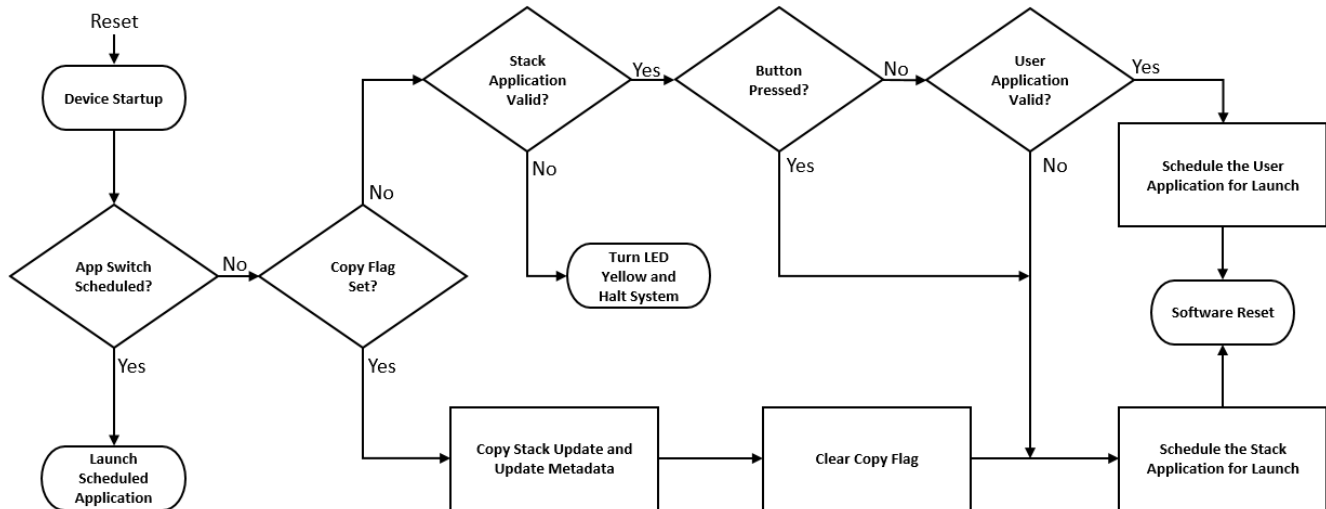 Reset
Device Startup
App Switch
Scheduled?
No
Yes
Launch
Scheduled
Application
Copy Flag
Set?
No
Yes
Stack
Application
Valid?
Yes
No
Turn LED
Yellow and
Halt System
Button
Pressed?
No
Yes
User
Application
Valid?
Yes
No
Schedule the User
Application for Launch
Software Reset
Copy Stack Update and
Update Metadata
Clear Copy Flag
Schedule the Stack
Application for Launch